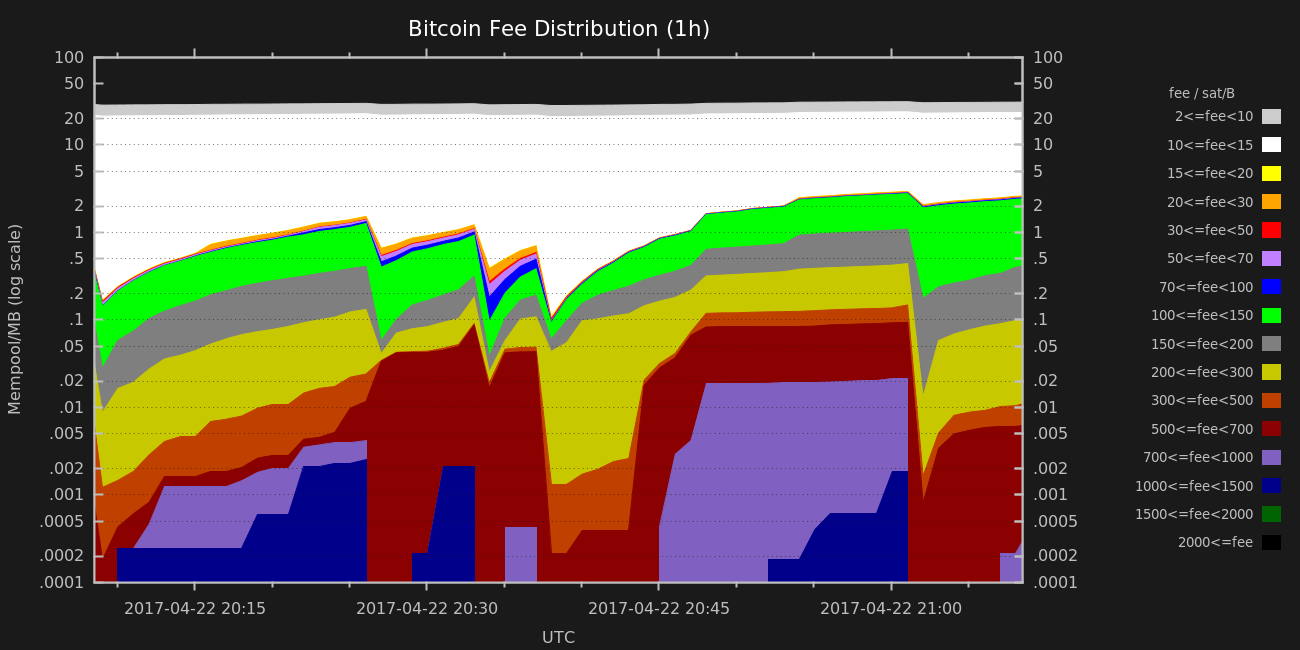 Bitcoin Fee Distribution (1h)
100
50
20
10
5
2
1
.5
.2
.1
.05
.02
.01
.005
.002
.001
.0005
.0002
.0001
Mempool/MB (log scale)
100
50
20
10
5
2
1
.5
.2
.1
.05
.02
.01
.005
.002
.001
.0005
.0002
.0001
2017-04-22 20:15 2017-04-22 20:30 2017-04-22 20:45 2017-04-22 21:00
UTC
fee / sat/B
2<=fee<10
10<=fee<15
15<=fee<20
20<=fee<30
30<=fee<50
50<=fee<70
70<=fee<100
100<=fee<150
150<=fee<200
200<=fee<300
300<=fee<500
500<=fee<700
700<=fee<1000
1000<=fee<1500
1500<=fee<2000
2000<=fee